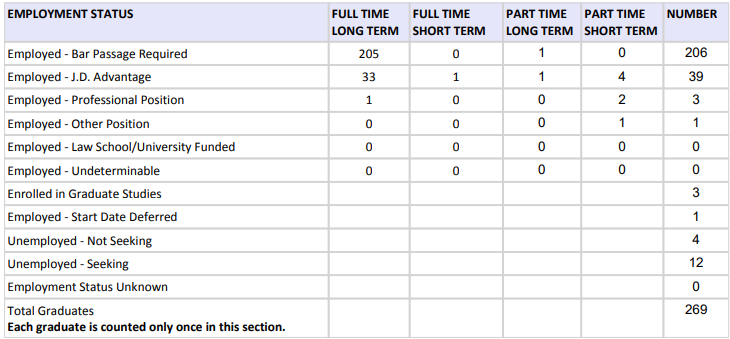 EMPLOYMENT STATUS FULL TIME LONG TERM FULL TIME SHORT TERM PART TIME LONG TERM PART TIME SHORT TERM NUMBER
Employed - Bar Passage Required 205 0 1 0 206
Employed - J.D. Advantage 33 1 1 4 39
Employed - Professional Position 1 0 0 2 3
Employed - Other Position 0 0 0 1 1
Employed - Law School/University Funded 0 0 0 0 0
Employed - Undeterminable 0 0 0 0 0
Enrolled in Graduate Studies 3
Employed - Start Date Deferred 1
Unemployed - Not Seeking 4
Unemployed - Seeking 12
Employment Status Unknown 0
Total Graduates 269
Each graduate is counted only once in this section.